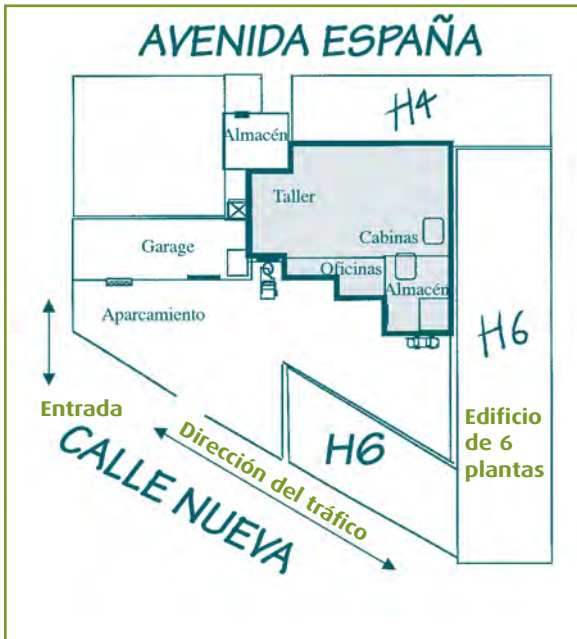 AVENIDA ESPAÑA
H4
Almacén
Taller
Cabinas
Garage
Oficinas
Almacén
Aparcamiento
H6
Entrada
Dirección del tráfico
H6
Edificio
de 6
plantas
CALLE NUEVA